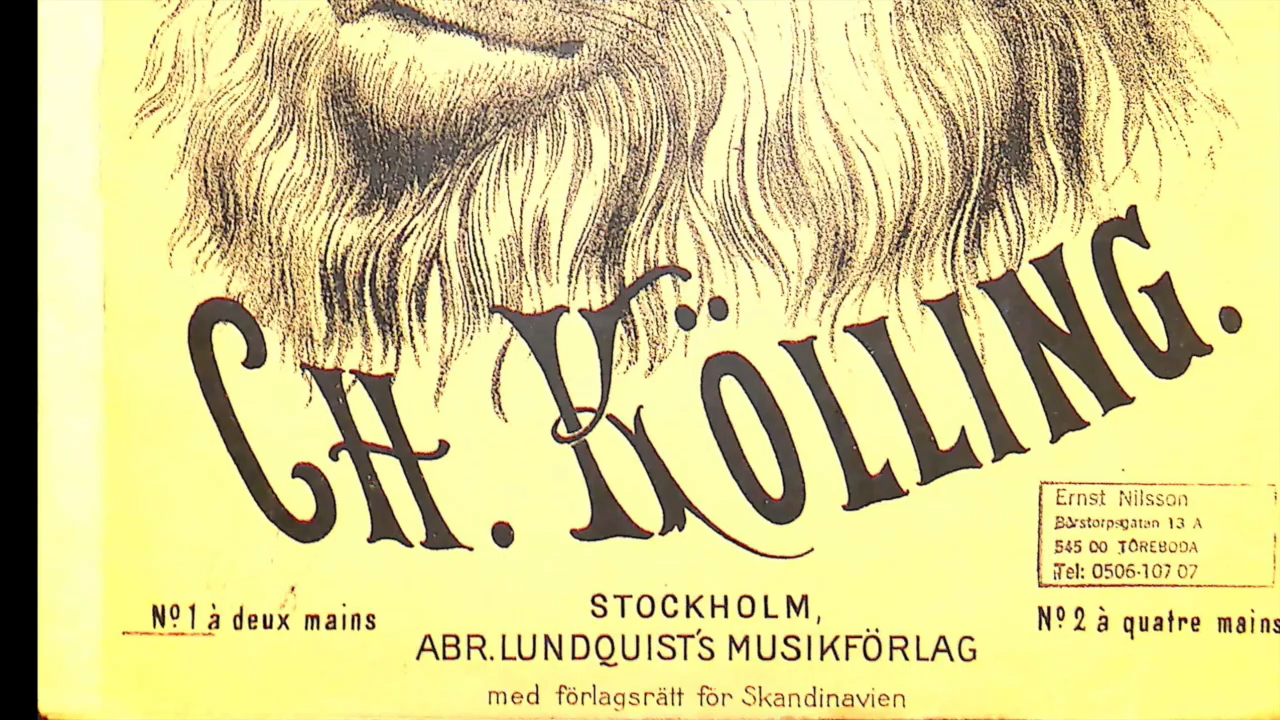 CH. KÖLLING.
Ernst Nilsson
Börstorpsgatan 13 A
545 00 TÖREBODA
Tel: 0506-107 07
Nº 1 à deux mains
STOCKHOLM,
Nº 2 à quatre mains
ABR. LUNDQUIST'S MUSIKFÖRLAG
med förlagsrätt för Skandinavien